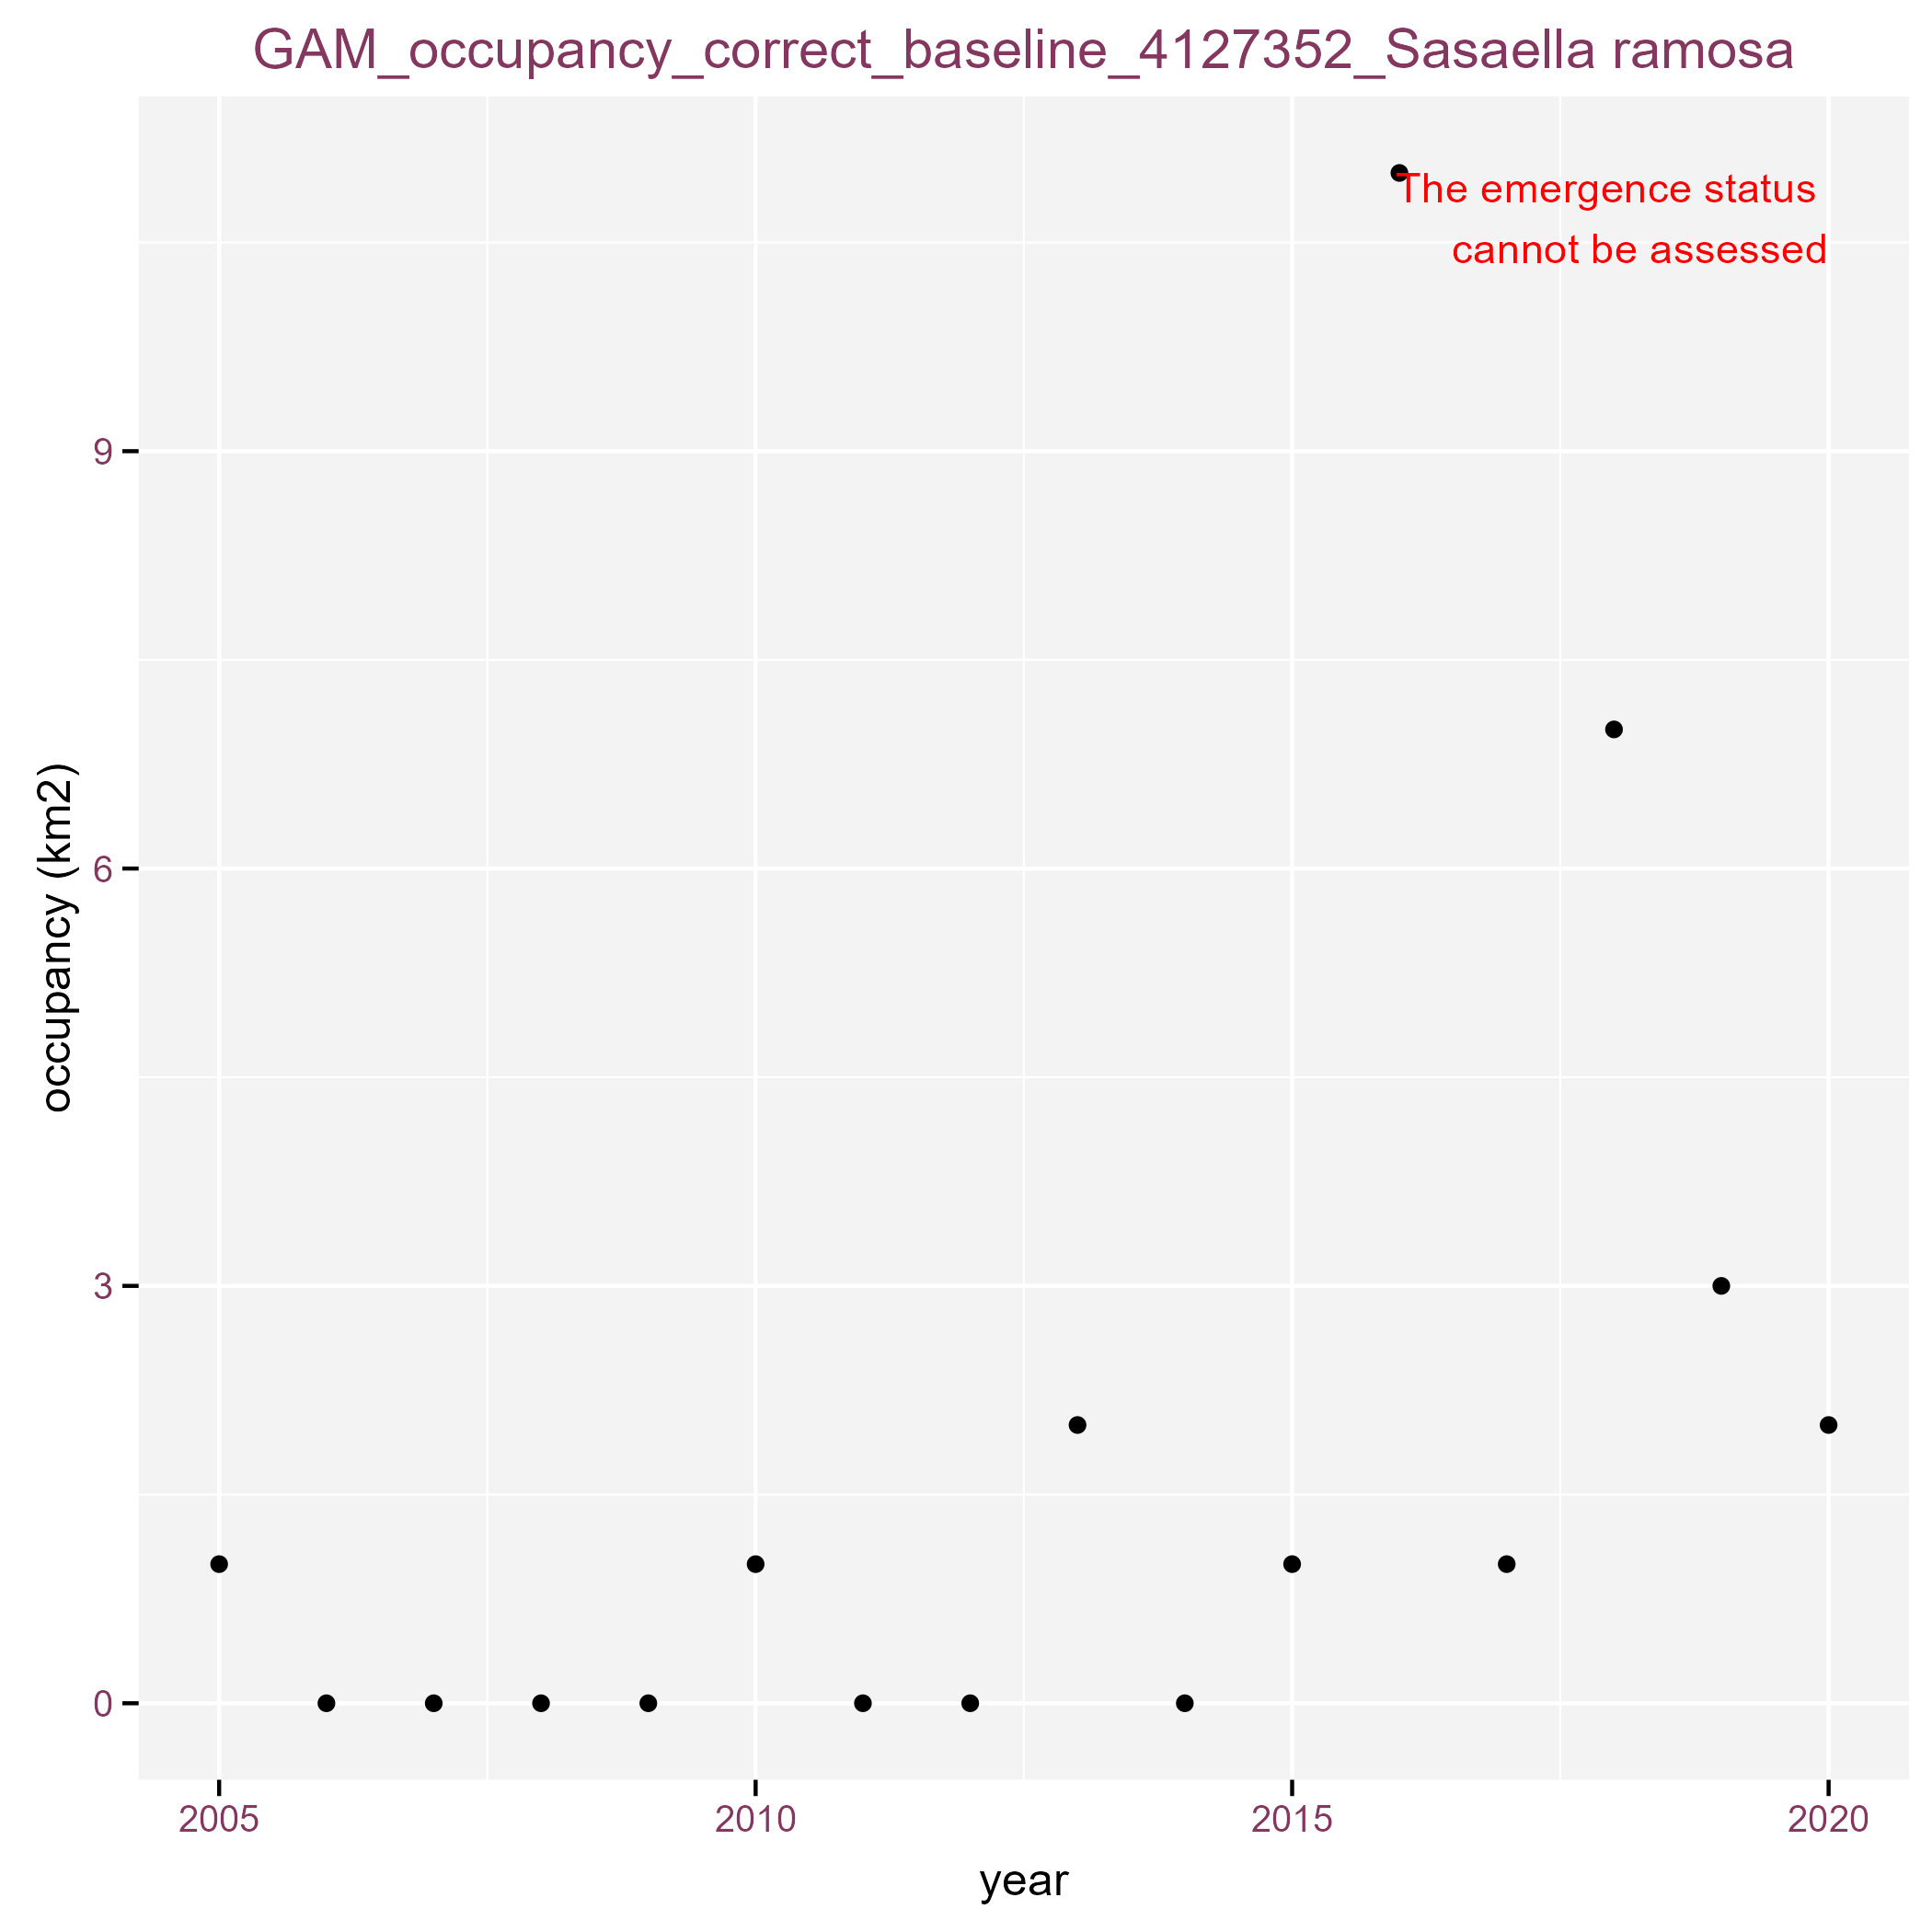 GAM_occupancy_correct_baseline_4127352_Sasaella ramosa
The emergence status
cannot be assessed
9
6
3
0
occupancy (km2)
2005 2010 2015 2020
year